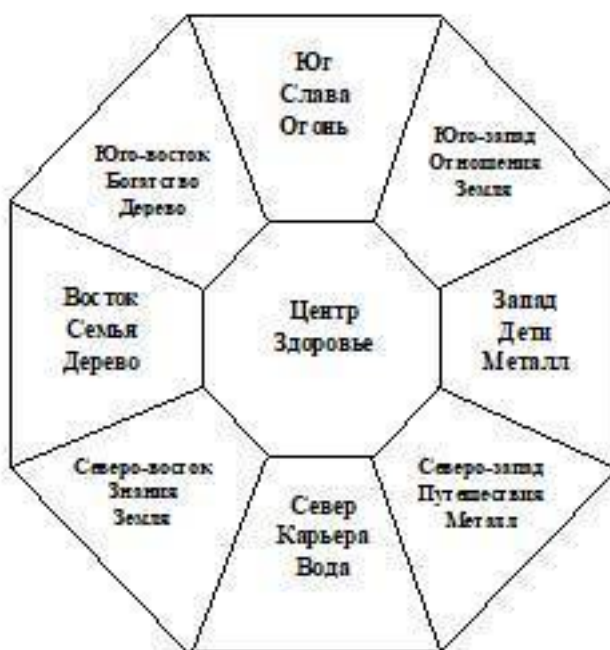 Юг
Слава
Огонь
Юго-восток
Богатство
Дерево
Юго-запад
Отношения
Земля
Восток
Семья
Дерево
Центр
Здоровье
Запад
Дети
Металл
Северо-восток
Знания
Земля
Север
Карьера
Вода
Северо-запад
Путешествия
Металл